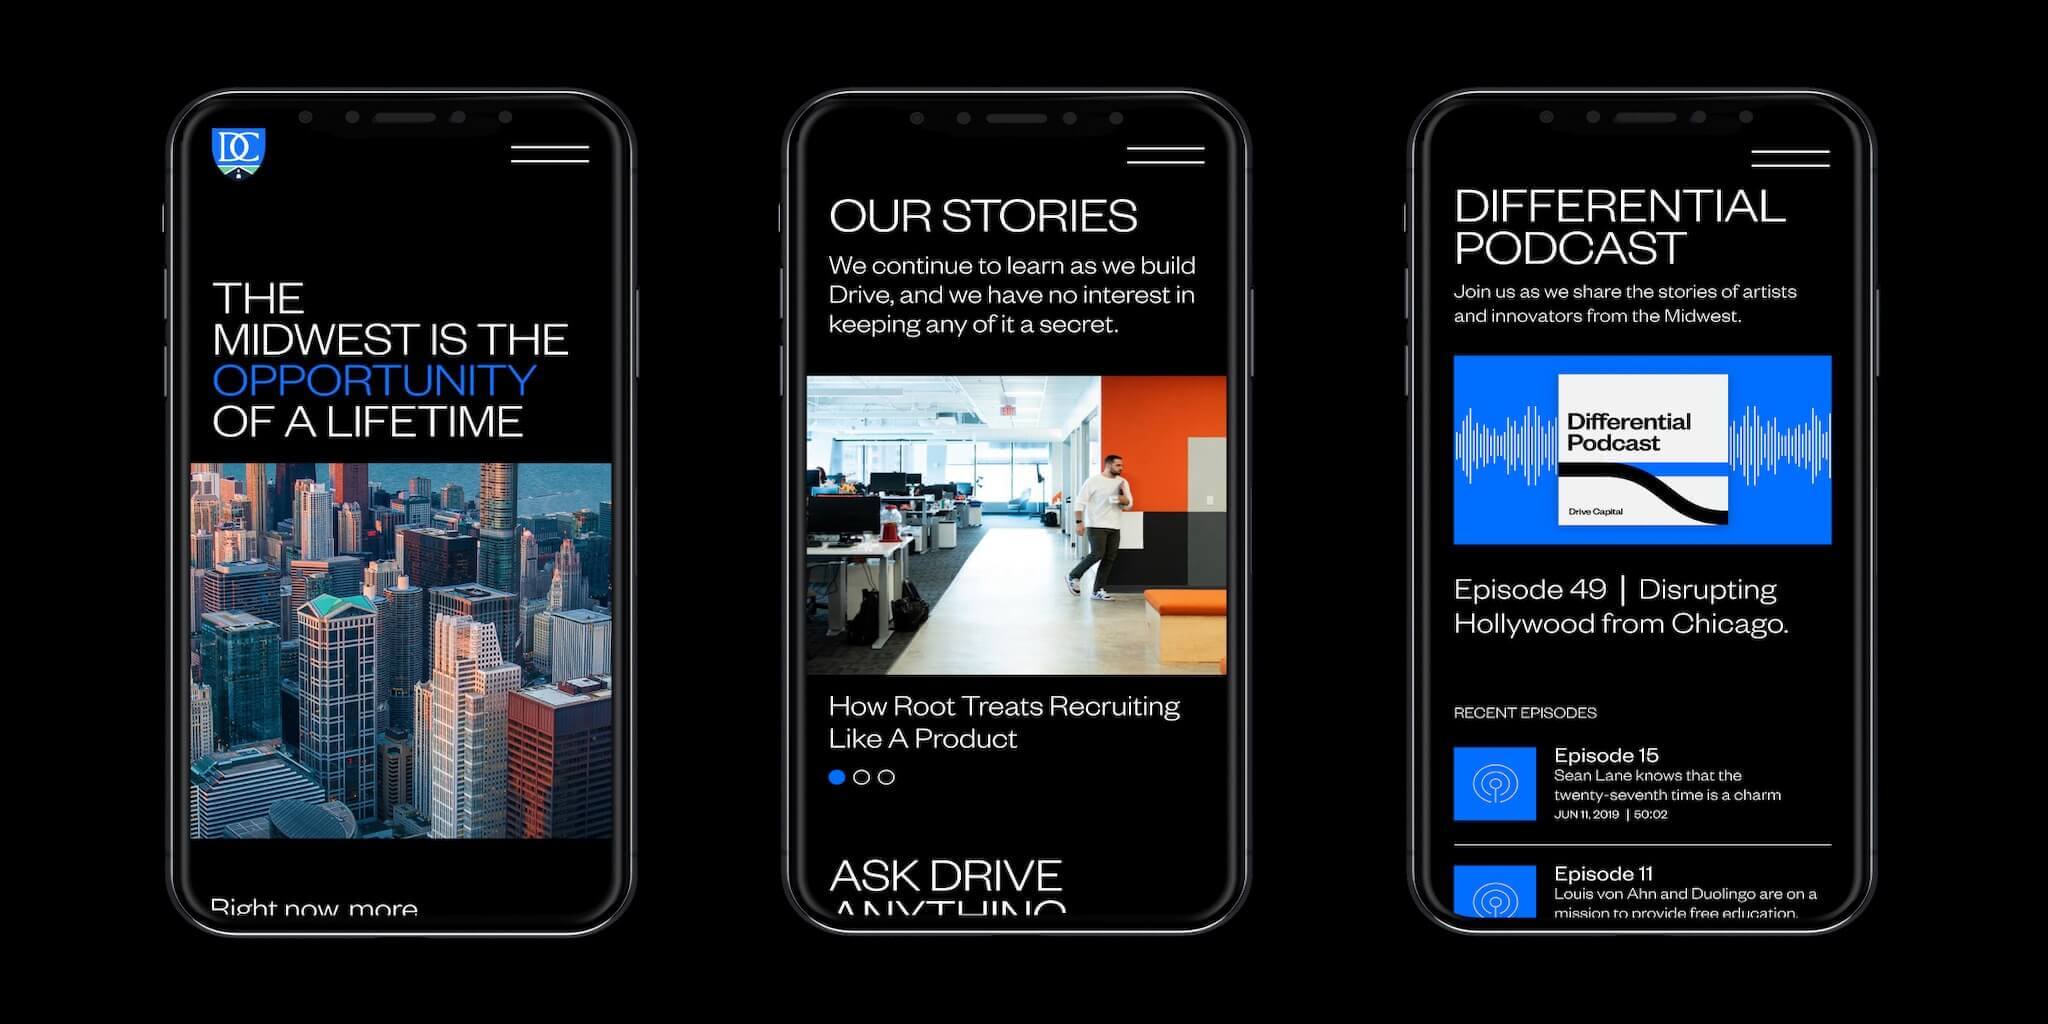 DC
THE
MIDWEST IS THE
OPPORTUNITY
OF A LIFETIME
Right now, more
OUR STORIES
We continue to learn as we build
Drive, and we have no interest in
keeping any of it a secret.
How Root Treats Recruiting
Like A Product
ASK DRIVE
ANYTHING
DIFFERENTIAL
PODCAST
Join us as we share the stories of artists
and innovators from the Midwest.
Differential
Podcast
Drive Capital
Episode 49 | Disrupting
Hollywood from Chicago.
RECENT EPISODES
Episode 15
Sean Lane knows that the
twenty-seventh time is a charm
JUN 11, 2019 | 50:02
Episode 11
Louis von Ahn and Duolingo are on a
mission to provide free education.